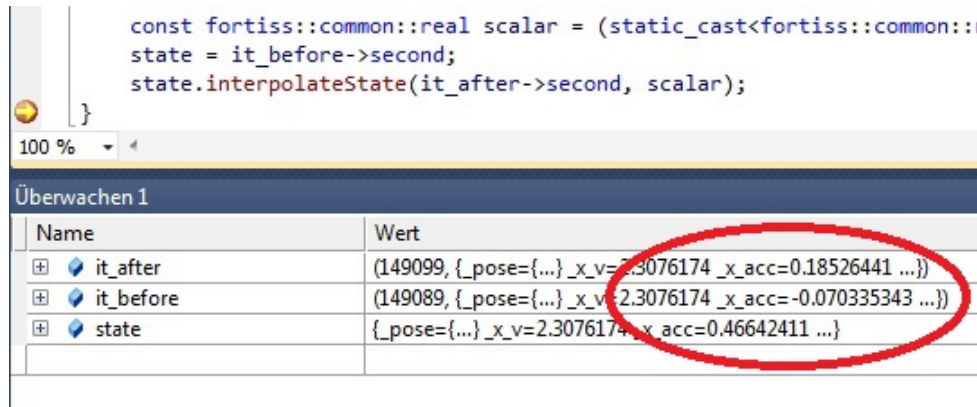 const fortiss::common::real scalar = (static_cast<fortiss::common::
state = it_before->second;
state.interpolateState(it_after->second, scalar);
}
100 %
Überwachen 1
Name Wert
it_after (149099, {_pose={...} _x_v=2.3076174 _x_acc=0.18526441 ...})
it_before (149089, {_pose={...} _x_v=2.3076174 _x_acc=-0.070335343 ...})
state {_pose={...} _x_v=2.3076174 _x_acc=0.46642411 ...}